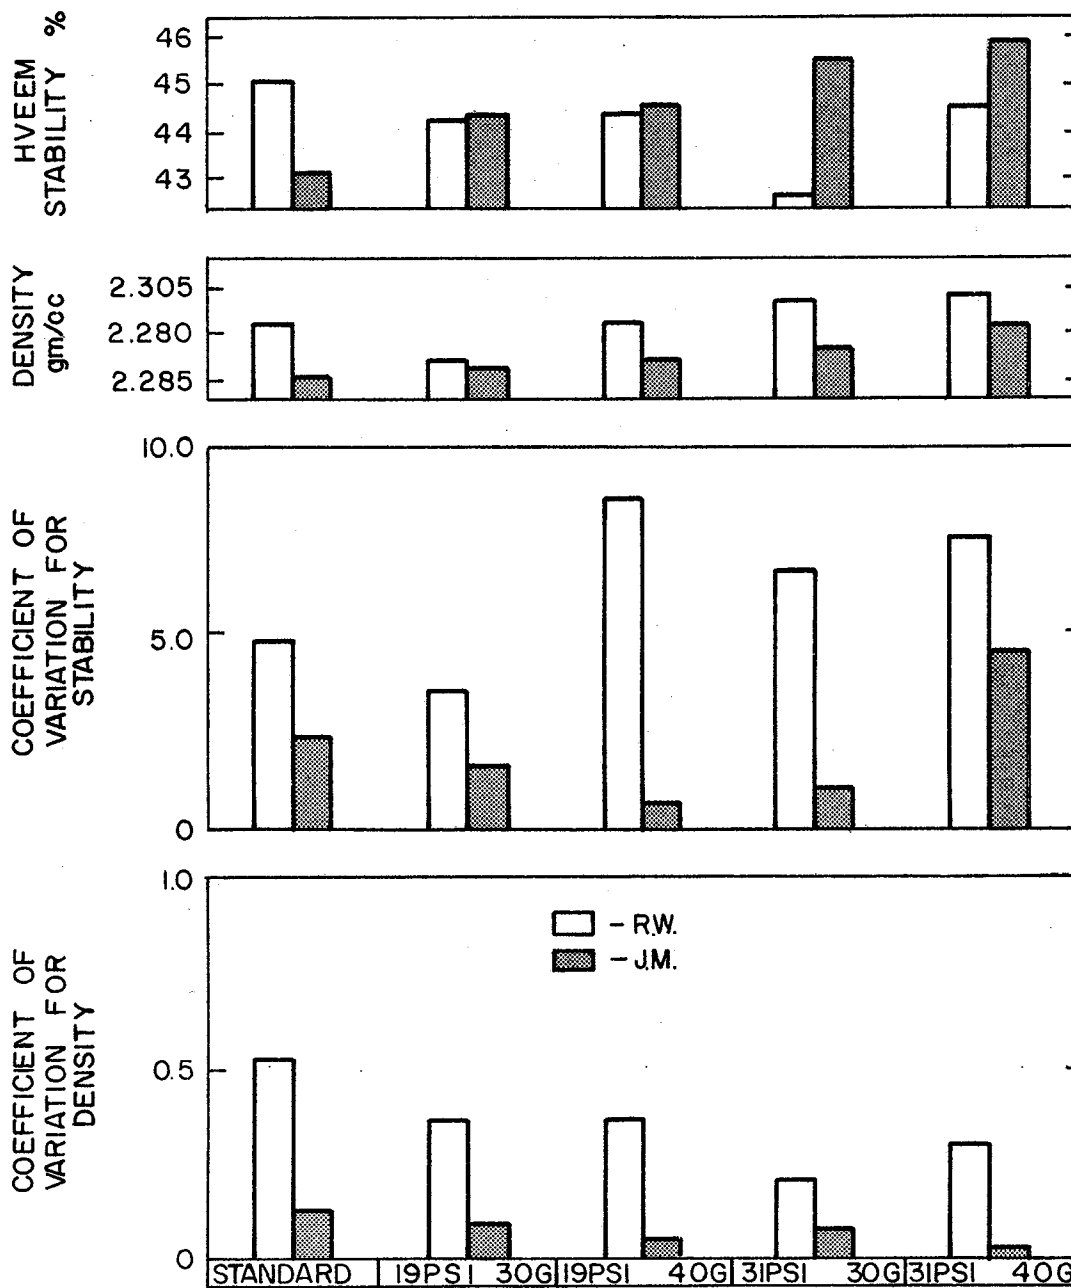 HVEEM
STABILITY %
46
45
44
43
DENSITY
gm/cc
2.305
2.280
2.285
COEFFICIENT OF
VARIATION FOR
STABILITY
10.0
5.0
0
COEFFICIENT OF
VARIATION FOR
DENSITY
1.0
0.5
0
- R.W.
- J.M.
STANDARD 19PSI 30G 19PSI 40G 31PSI 30G 31PSI 40G